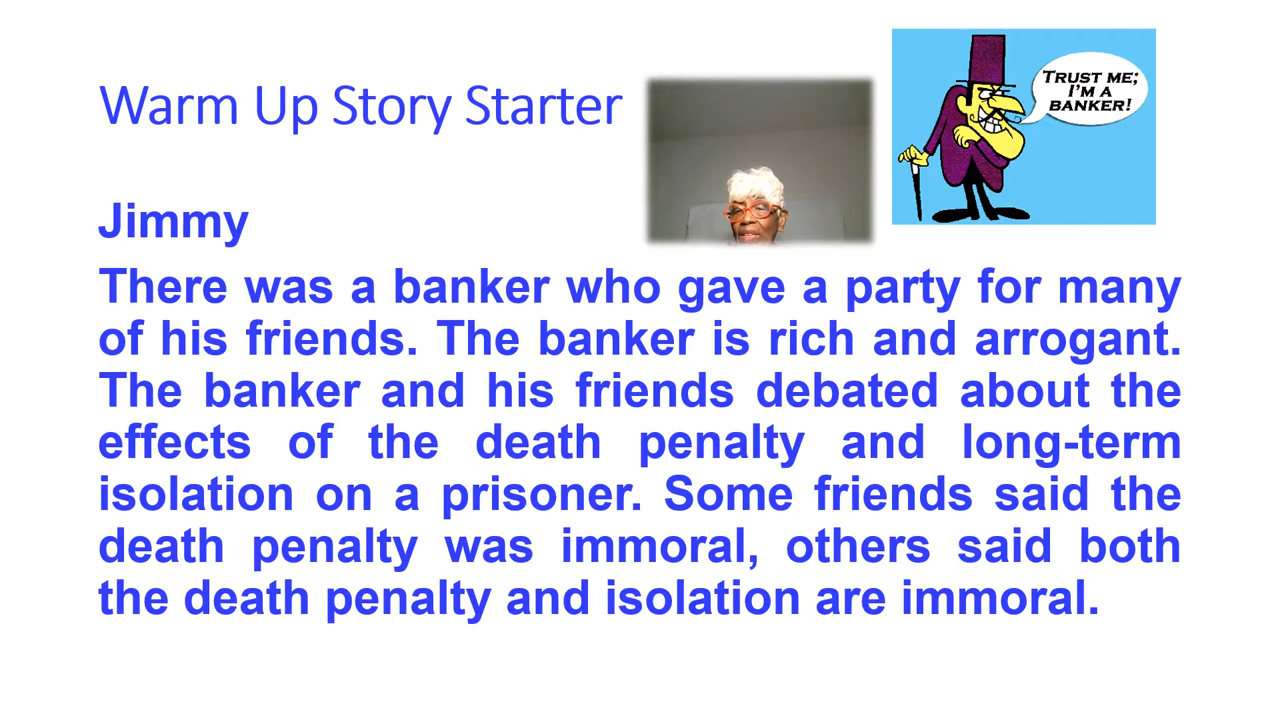 Warm Up Story Starter
TRUST ME;
I'M A
BANKER!
Jimmy
There was a banker who gave a party for many
of his friends. The banker is rich and arrogant.
The banker and his friends debated about the
effects of the death penalty and long-term
isolation on a prisoner. Some friends said the
death penalty was immoral, others said both
the death penalty and isolation are immoral.